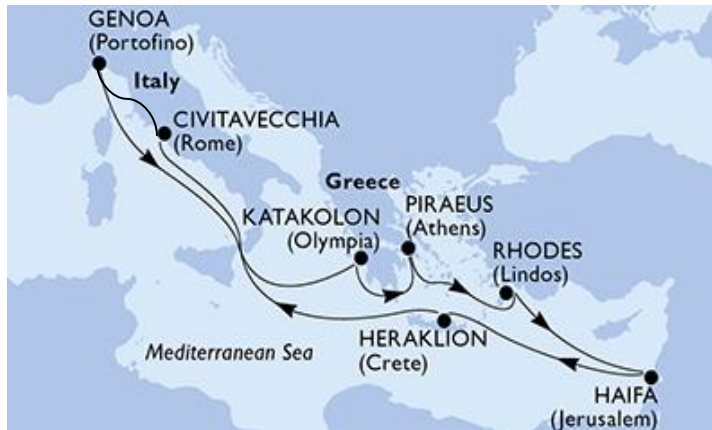 GENOA
(Portofino)
Italy
CIVITAVECCHIA
(Rome)
Greece
KATAKOLON
(Olympia)
PIRAEUS
(Athens)
RHODES
(Lindos)
HERAKLION
(Crete)
Mediterranean Sea
HAIFA
(Jerusalem)